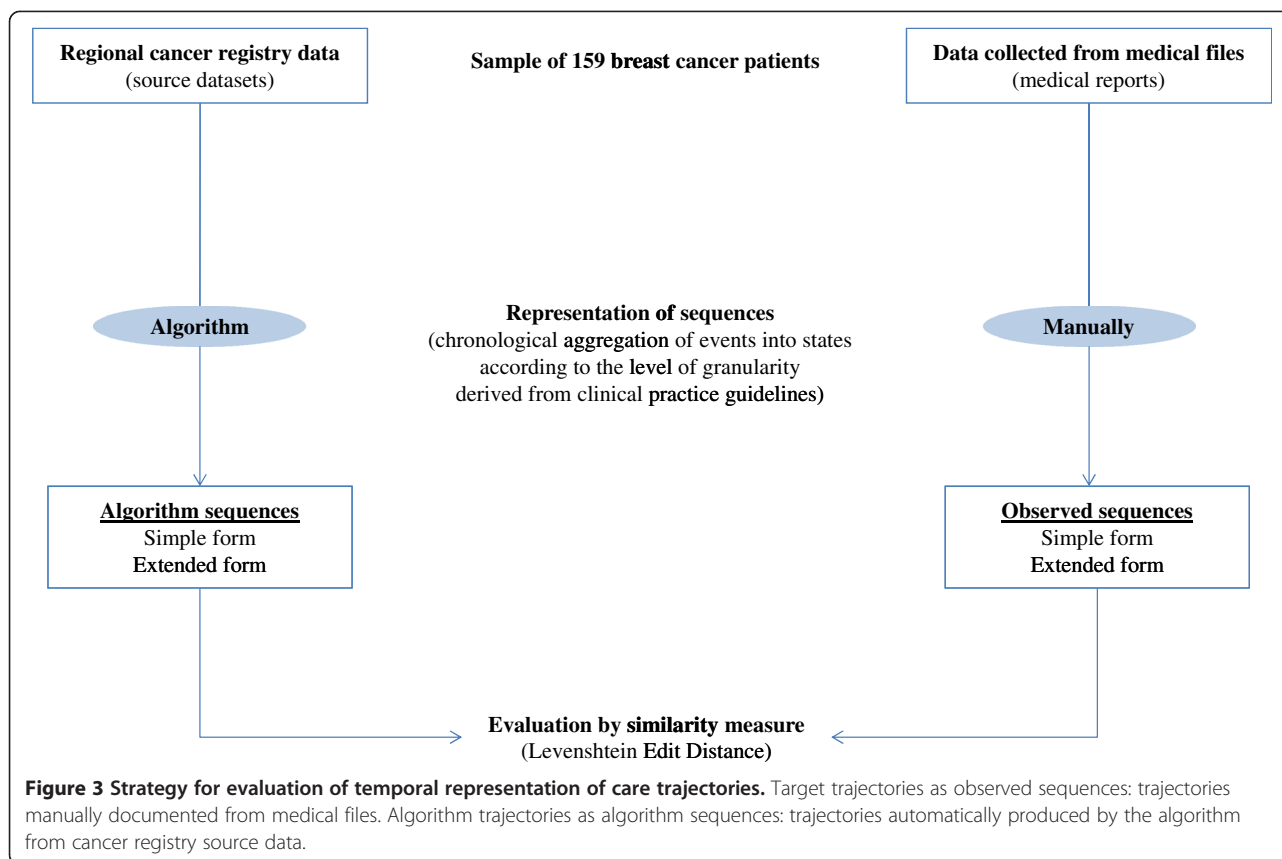 Regional cancer registry data
(source datasets)
Sample of 159 breast cancer patients
Data collected from medical files
(medical reports)
Algorithm
Representation of sequences
(chronological aggregation of events into states
according to the level of granularity
derived from clinical practice guidelines)
Manually
Algorithm sequences
Simple form
Extended form
Observed sequences
Simple form
Extended form
Evaluation by similarity measure
(Levenshtein Edit Distance)
Figure 3 Strategy for evaluation of temporal representation of care trajectories. Target trajectories as observed sequences: trajectories
manually documented from medical files. Algorithm trajectories as algorithm sequences: trajectories automatically produced by the algorithm
from cancer registry source data.